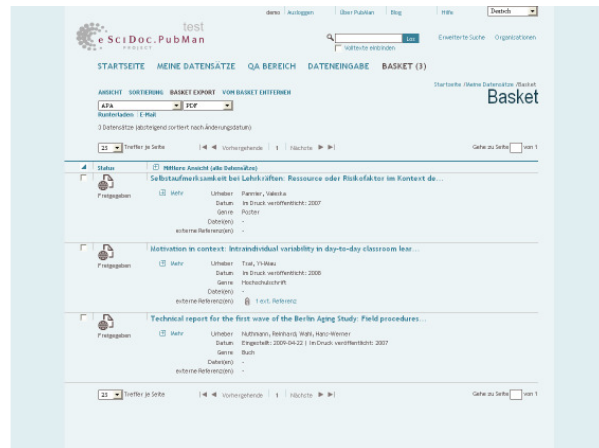 demo Ausloggen Über PubMan Blog Hilfe Deutsch
test
eSciDoc.PubMan
PROJECT
Los
Volltexte einbinden
Erweiterte Suche Organisationen
STARTSEITE MEINE DATENSÄTZE QA BEREICH DATENEINGABE BASKET (3)
Startseite /Meine Datensätze /Basket
Basket
ANSICHT SORTIERUNG BASKET EXPORT VOM BASKET ENTFERNEN
APA PDF
Runterladen | E-Mail
3 Datensätze (absteigend sortiert nach Änderungsdatum)
25 Treffer je Seite Vorhergehende 1 Nächste Gehe zu Seite von 1
Status Mittlere Ansicht (alle Datensätze)
Selbstaufmerksamkeit bei Lehrkräften: Ressource oder Risikofaktor im Kontext de...
Freigegeben Mehr Urheber Pannier, Valeska
Datum Im Druck veröffentlicht: 2007
Genre Poster
Datei(en) -
externe Referenz(en) -
Motivation in context: Intraindividual variability in day-to-day classroom lear...
Freigegeben Mehr Urheber Tsai, Yi-Miau
Datum Im Druck veröffentlicht: 2008
Genre Hochschulschrift
Datei(en) -
externe Referenz(en) 1 ext. Referenz
Technical report for the first wave of the Berlin Aging Study: Field procedures...
Freigegeben Mehr Urheber Nuthmann, Reinhard; Wahl, Hans-Werner
Datum Eingestellt: 2009-04-22 | Im Druck veröffentlicht: 2007
Genre Buch
Datei(en) -
externe Referenz(en) -
25 Treffer je Seite Vorhergehende 1 Nächste Gehe zu Seite von 1